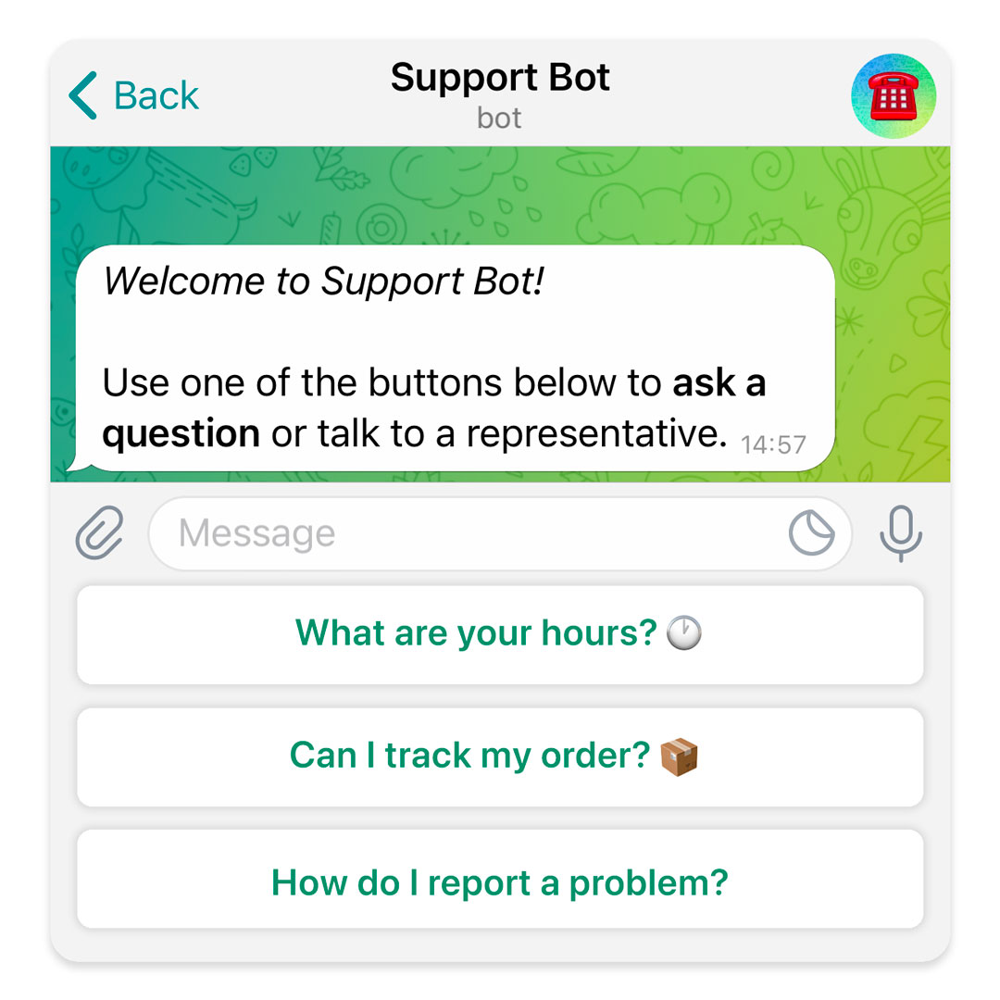 Back
Support Bot
bot
Welcome to Support Bot!
Use one of the buttons below to ask a
question or talk to a representative. 14:57
Message
What are your hours? 🕐
Can I track my order? 📦
How do I report a problem?